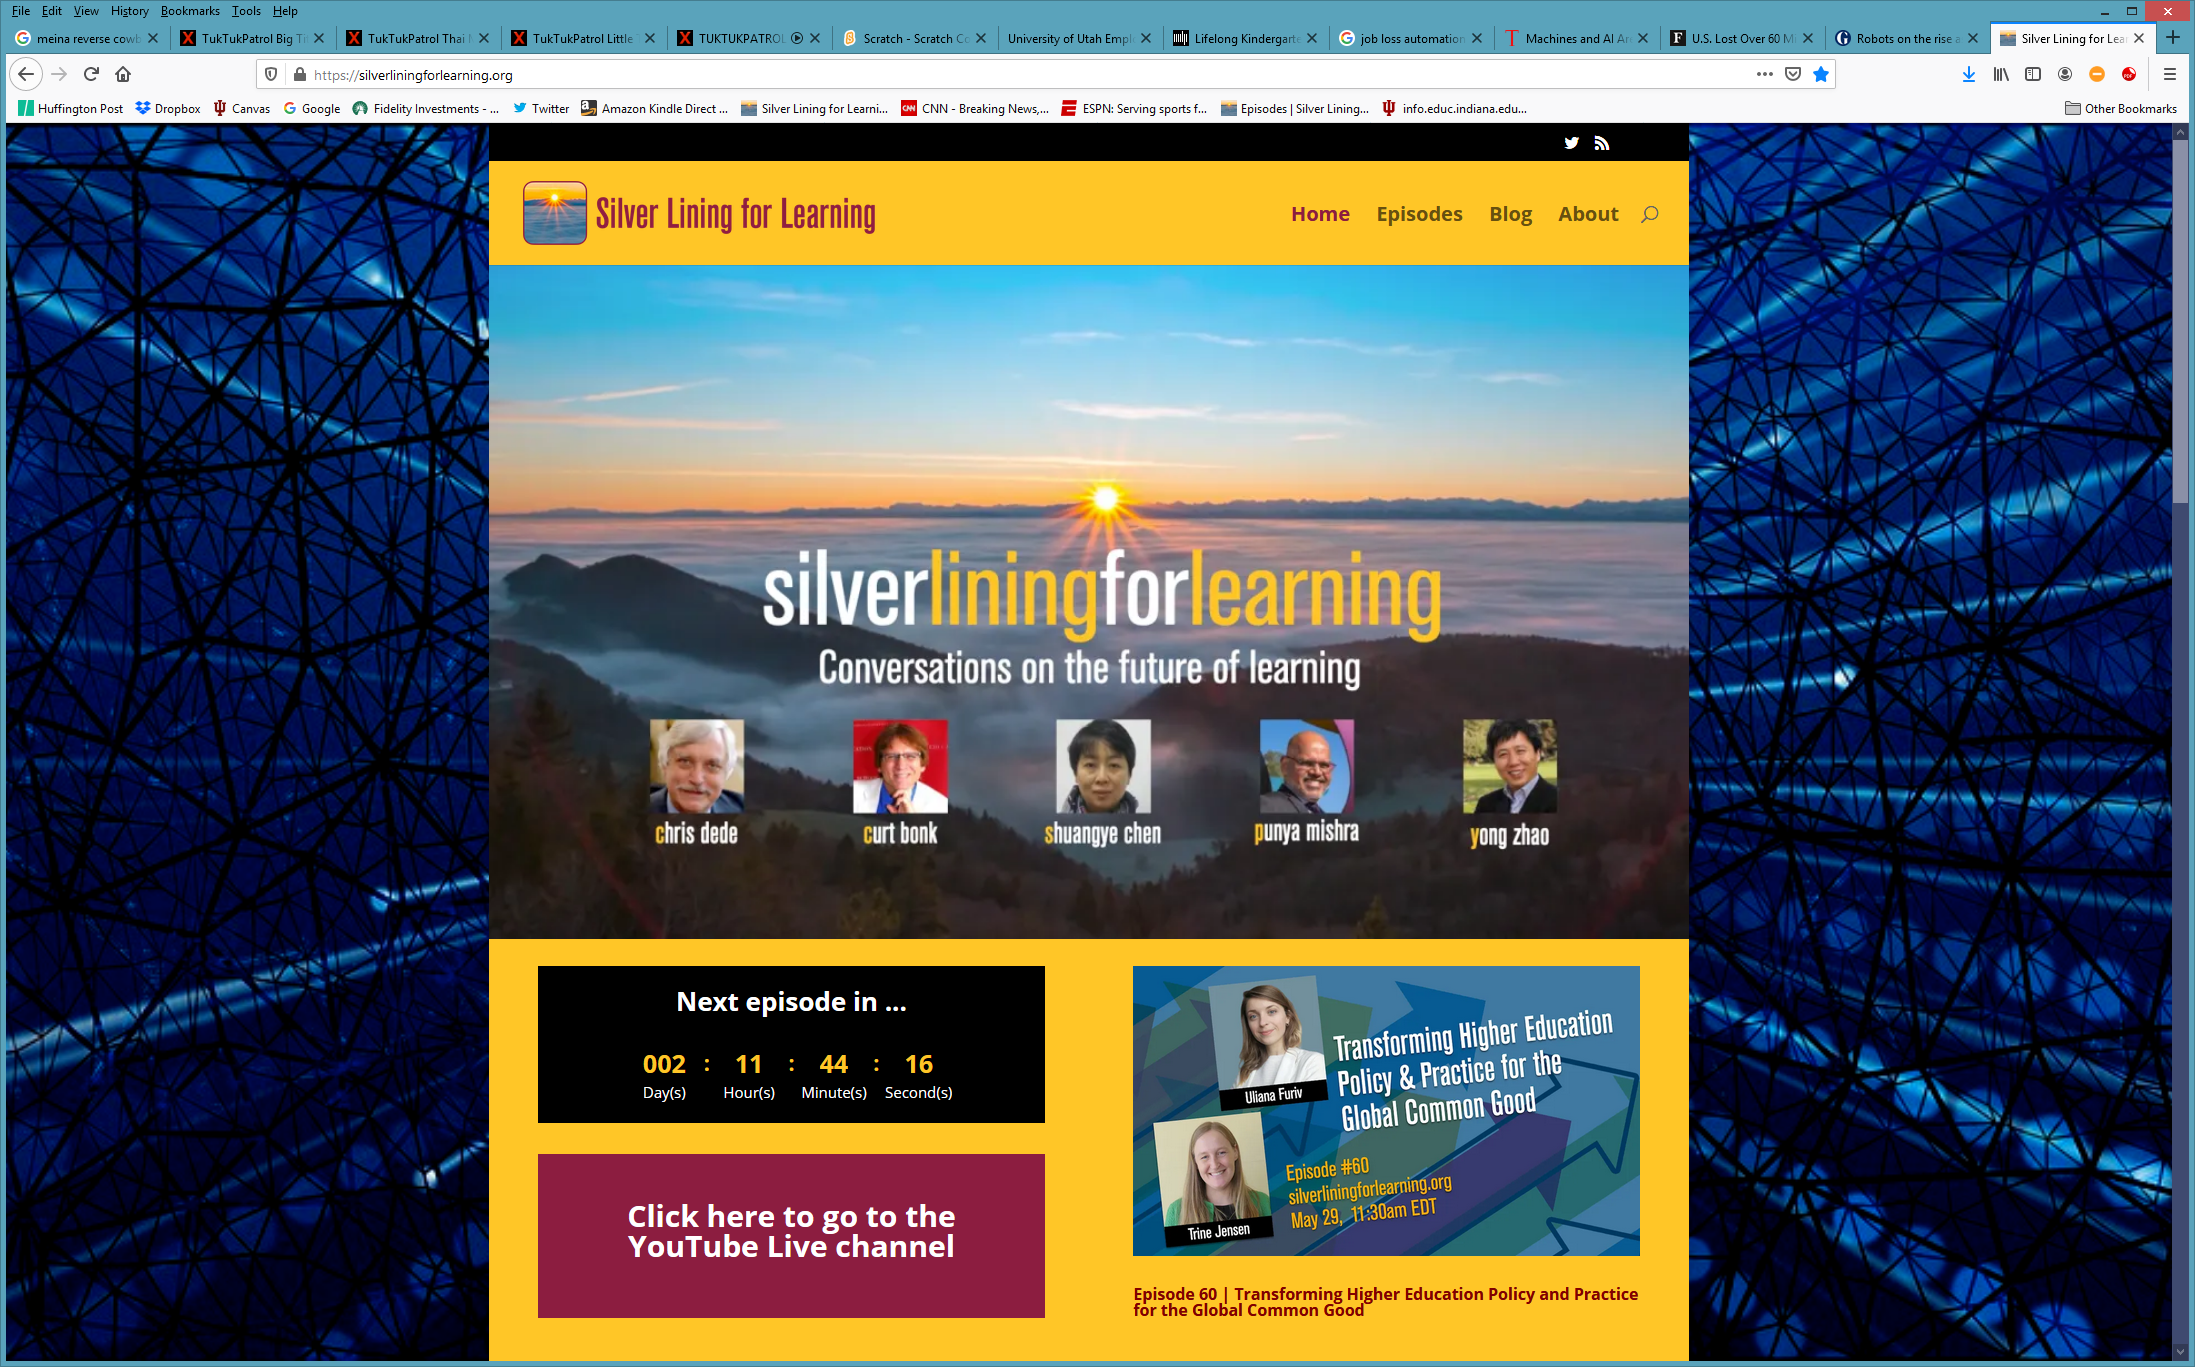 File Edit View History Bookmarks Tools Help
meina reverse cowb
TukTukPatrol Big Ti
TukTukPatrol Thai
TukTukPatrol Little
TUKTUKPATROL
Scratch - Scratch Co
University of Utah Empl
Lifelong Kindergart
job loss automation
Machines and AI Ar
U.S. Lost Over 60 Mi
Robots on the rise a
Silver Lining for Lear
https://silverliningforlearning.org
Huffington Post Dropbox Canvas Google Fidelity Investments - ... Twitter Amazon Kindle Direct ... Silver Lining for Learni... CNN - Breaking News,... ESPN: Serving sports f... Episodes | Silver Lining... info.educ.indiana.edu... Other Bookmarks
Silver Lining for Learning
Home Episodes Blog About
silverliningforlearning
Conversations on the future of learning
chris dede curt bonk shuangye chen punya mishra yong zhao
Next episode in ...
002 : 11 : 44 : 16
Day(s) Hour(s) Minute(s) Second(s)
Click here to go to the
YouTube Live channel
Uliana Furiv
Transforming Higher Education
Policy & Practice for the
Global Common Good
Trine Jensen
Episode #60
silverliningforlearning.org
May 29, 11:30am EDT
Episode 60 | Transforming Higher Education Policy and Practice
for the Global Common Good